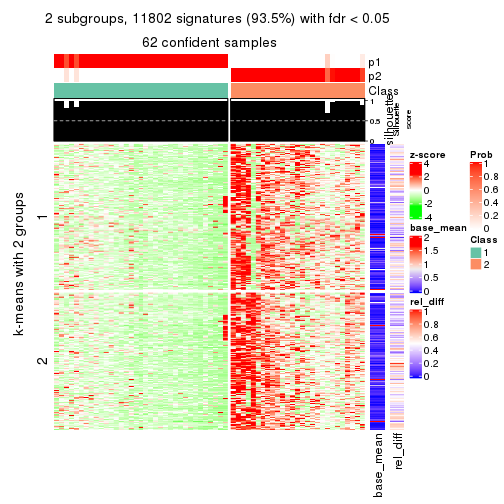 2 subgroups, 11802 signatures (93.5%) with fdr < 0.05
62 confident samples
p1
p2
Class
1
0.5
0
silhouette
Silhouette
score
k-means with 2 groups
1
2
base_mean
rel_diff
z-score
4
2
0
-2
-4
base_mean
2
1.5
1
0.5
0
rel_diff
1
0.8
0.6
0.4
0.2
0
Prob
1
0.8
0.6
0.4
0.2
0
Class
1
2